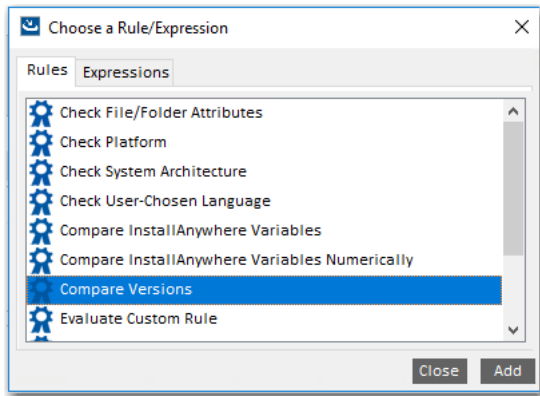 Choose a Rule/Expression
Rules Expressions
Check File/Folder Attributes
Check Platform
Check System Architecture
Check User-Chosen Language
Compare InstallAnywhere Variables
Compare InstallAnywhere Variables Numerically
Compare Versions
Evaluate Custom Rule
Close Add